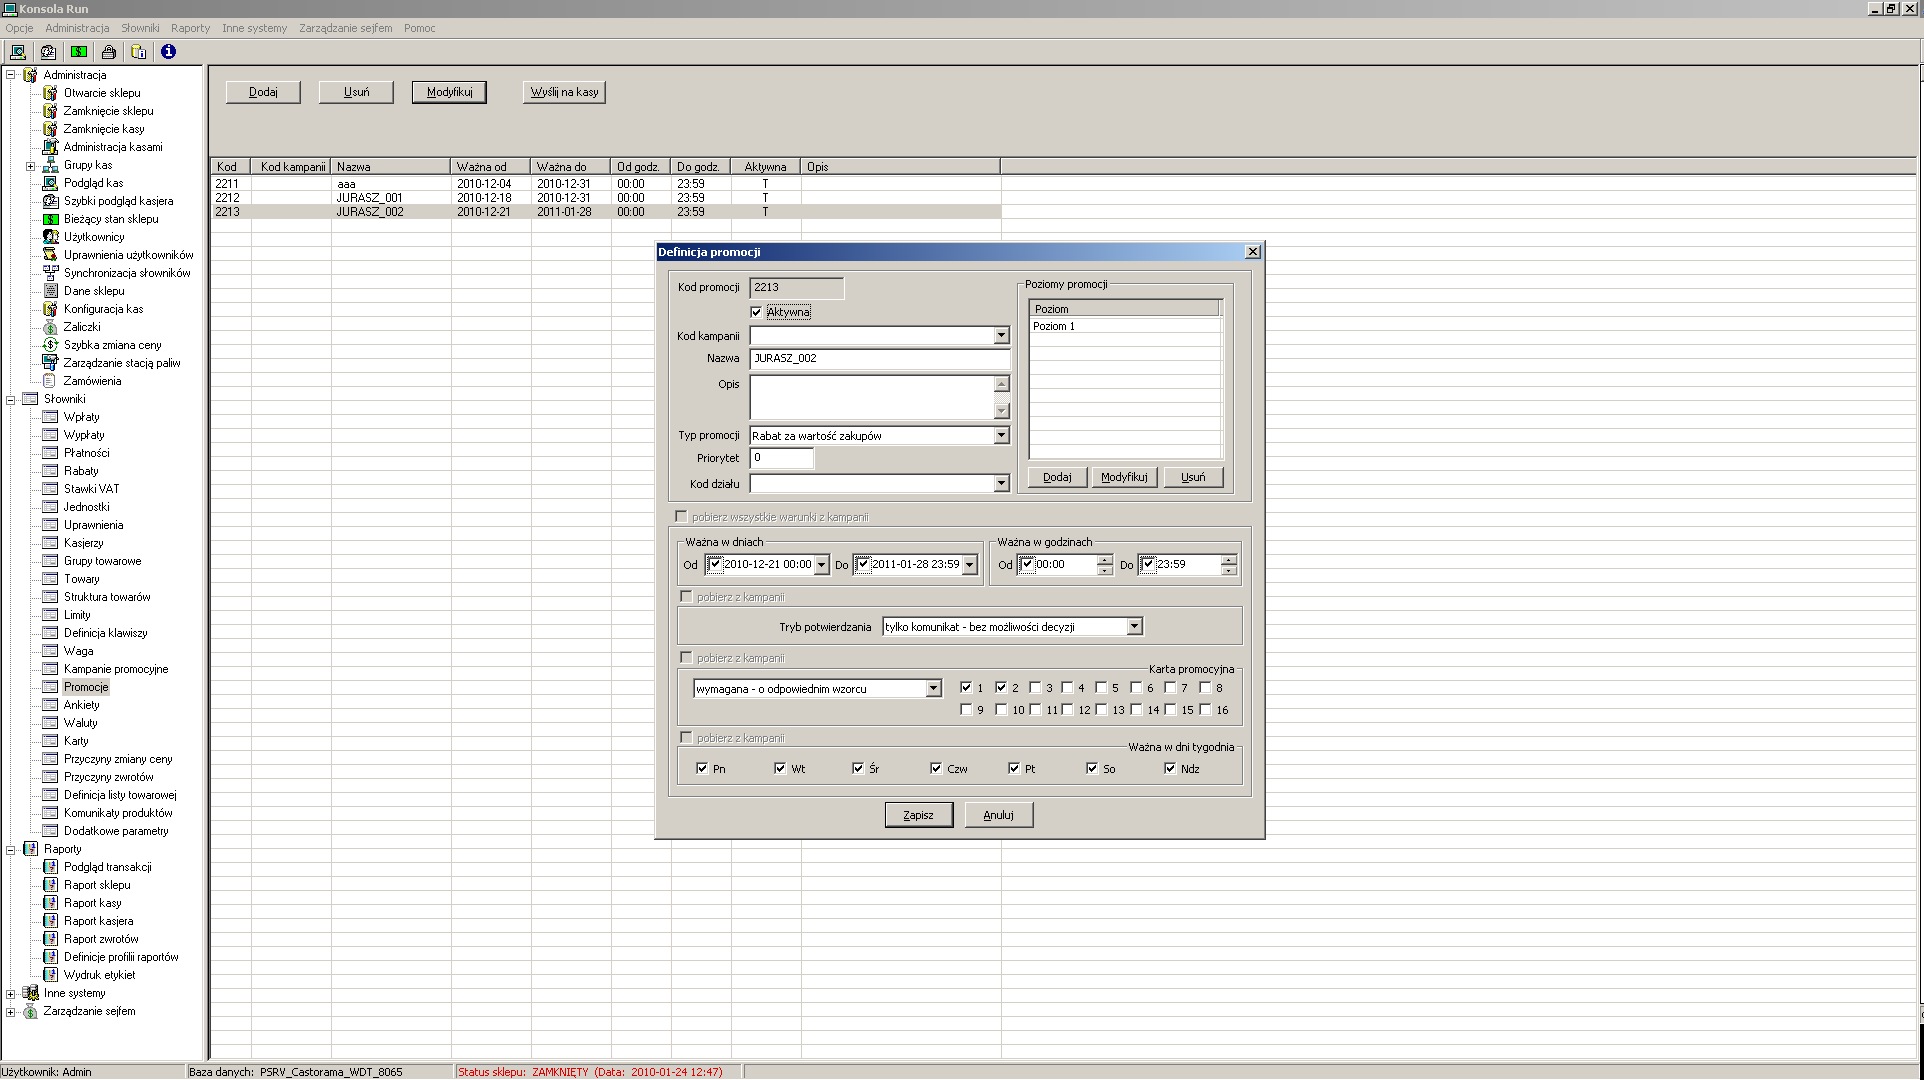 Konsola Run
Opcje Administracja Słowniki Raporty Inne systemy Zarządzanie sejfem Pomoc
Administracja
Otwarcie sklepu
Zamknięcie sklepu
Zamknięcie kasy
Administracja kasami
Grupy kas
Podgląd kas
Szybki podgląd kasjera
Bieżący stan sklepu
Użytkownicy
Uprawnienia użytkowników
Synchronizacja słowników
Dane sklepu
Konfiguracja kas
Zaliczki
Szybka zmiana ceny
Zarządzanie stacją paliw
Zamówienia
Słowniki
Wpłaty
Wypłaty
Płatności
Rabaty
Stawki VAT
Jednostki
Uprawnienia
Kasjerzy
Grupy towarowe
Towary
Struktura towarów
Limity
Definicja klawiszy
Waga
Kampanie promocyjne
Promocje
Ankiety
Waluty
Karty
Przyczyny zmiany ceny
Przyczyny zwrotów
Definicja listy towarowej
Komunikaty produktów
Dodatkowe parametry
Raporty
Podgląd transakcji
Raport sklepu
Raport kasy
Raport kasjera
Raport zwrotów
Definicje profilii raportów
Wydruk etykiet
Inne systemy
Zarządzanie sejfem
Dodaj Usuń Modyfikuj Wyślij na kasy
Kod Kod kampanii Nazwa Ważna od Ważna do Od godz. Do godz. Aktywna Opis
2211 aaa 2010-12-04 2010-12-31 00:00 23:59 T
2212 JURASZ_001 2010-12-18 2010-12-31 00:00 23:59 T
2213 JURASZ_002 2010-12-21 2011-01-28 00:00 23:59 T
Definicja promocji
Kod promocji 2213
Aktywna
Kod kampanii
Nazwa JURASZ_002
Opis
Typ promocji Rabat za wartość zakupów
Priorytet 0
Kod działu
Poziomy promocji
Poziom
Poziom 1
Dodaj Modyfikuj Usuń
pobierz wszystkie warunki z kampanii
Ważna w dniach
Od 2010-12-21 00:00 Do 2011-01-28 23:59
Ważna w godzinach
Od 00:00 Do 23:59
pobierz z kampanii
Tryb potwierdzania tylko komunikat - bez możliwości decyzji
pobierz z kampanii
Karta promocyjna
wymagana - o odpowiednim wzorcu
1 2 3 4 5 6 7 8
9 10 11 12 13 14 15 16
pobierz z kampanii
Ważna w dni tygodnia
Pn Wt Śr Czw Pt So Ndz
Zapisz Anuluj
Użytkownik: Admin Baza danych: PSRV_Castorama_WDT_8065 Status sklepu: ZAMKNIĘTY (Data: 2010-01-24 12:47)